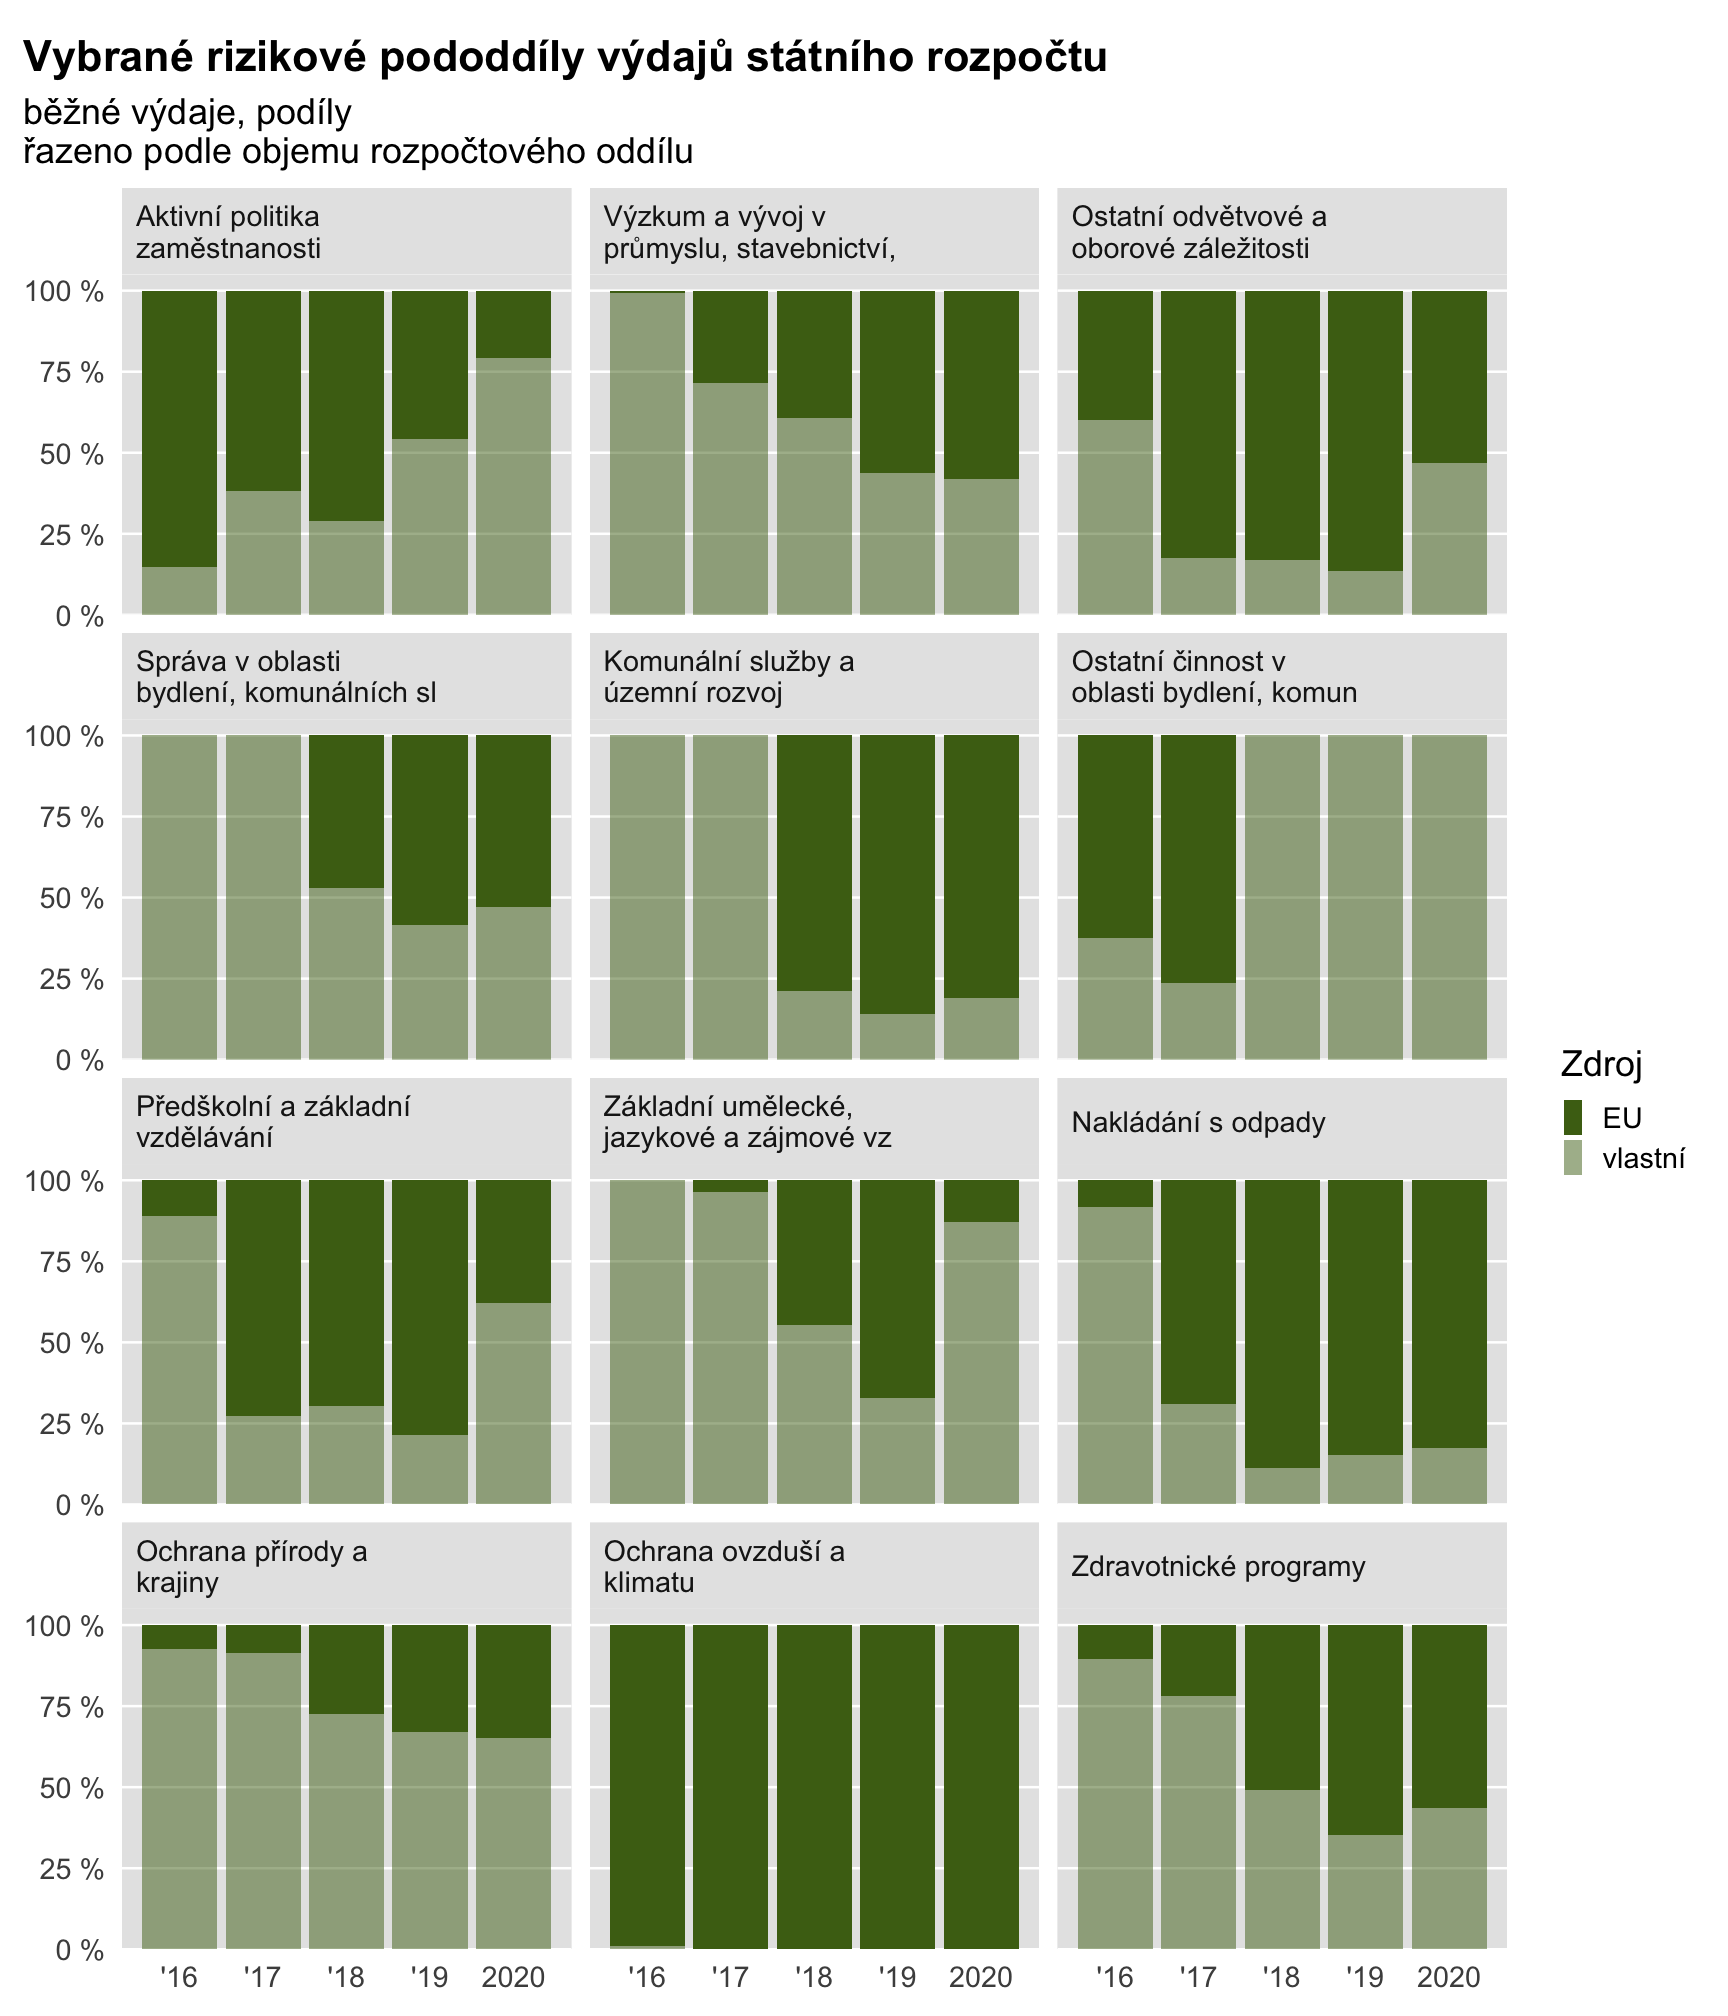 Vybrané rizikové pododdíly výdajů státního rozpočtu
běžné výdaje, podíly
řazeno podle objemu rozpočtového oddílu
Aktivní politika
zaměstnanosti
Výzkum a vývoj v
průmyslu, stavebnictví,
Ostatní odvětvové a
oborové záležitosti
100 %
75 %
50 %
25 %
0 %
Správa v oblasti
bydlení, komunálních sl
Komunální služby a
územní rozvoj
Ostatní činnost v
oblasti bydlení, komun
100 %
75 %
50 %
25 %
0 %
Zdroj
EU
vlastní
Předškolní a základní
vzdělávání
Základní umělecké,
jazykové a zájmové vz
Nakládání s odpady
100 %
75 %
50 %
25 %
0 %
Ochrana přírody a
krajiny
Ochrana ovzduší a
klimatu
Zdravotnické programy
100 %
75 %
50 %
25 %
0 %
'16 '17 '18 '19 2020
'16 '17 '18 '19 2020
'16 '17 '18 '19 2020